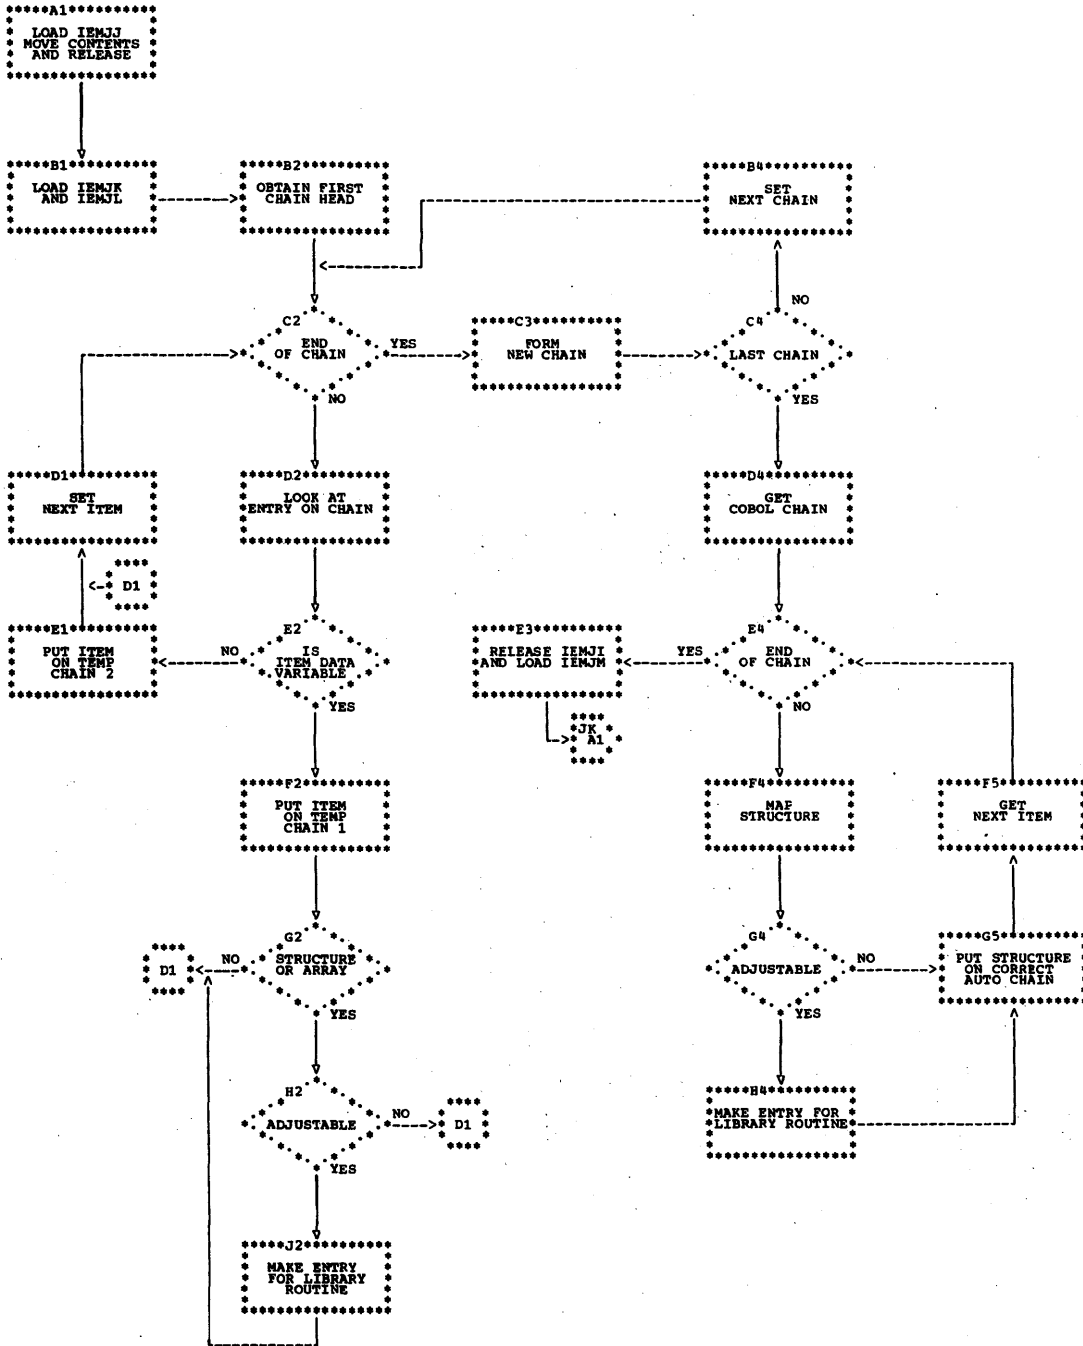 A1
LOAD IEMJJ
MOVE CONTENTS
AND RELEASE
B1
LOAD IEMJK
AND IEMJL
B2
OBTAIN FIRST
CHAIN HEAD
B4
SET
NEXT CHAIN
C2
END
OF CHAIN
YES
NO
C3
FORM
NEW CHAIN
C4
LAST CHAIN
NO
YES
D1
SET
NEXT ITEM
D1
D2
LOOK AT
ENTRY ON CHAIN
D4
GET
COBOL CHAIN
E1
PUT ITEM
ON TEMP
CHAIN 2
E2
IS
ITEM DATA
VARIABLE
NO
YES
E3
RELEASE IEMJI
AND LOAD IEMJM
JK
A1
E4
END
OF CHAIN
YES
NO
F2
PUT ITEM
ON TEMP
CHAIN 1
F4
MAP
STRUCTURE
F5
GET
NEXT ITEM
D1
G2
STRUCTURE
OR ARRAY
NO
YES
G4
ADJUSTABLE
NO
YES
G5
PUT STRUCTURE
ON CORRECT
AUTO CHAIN
H2
ADJUSTABLE
NO
YES
D1
H4
MAKE ENTRY FOR
LIBRARY ROUTINE
J2
MAKE ENTRY
FOR LIBRARY
ROUTINE